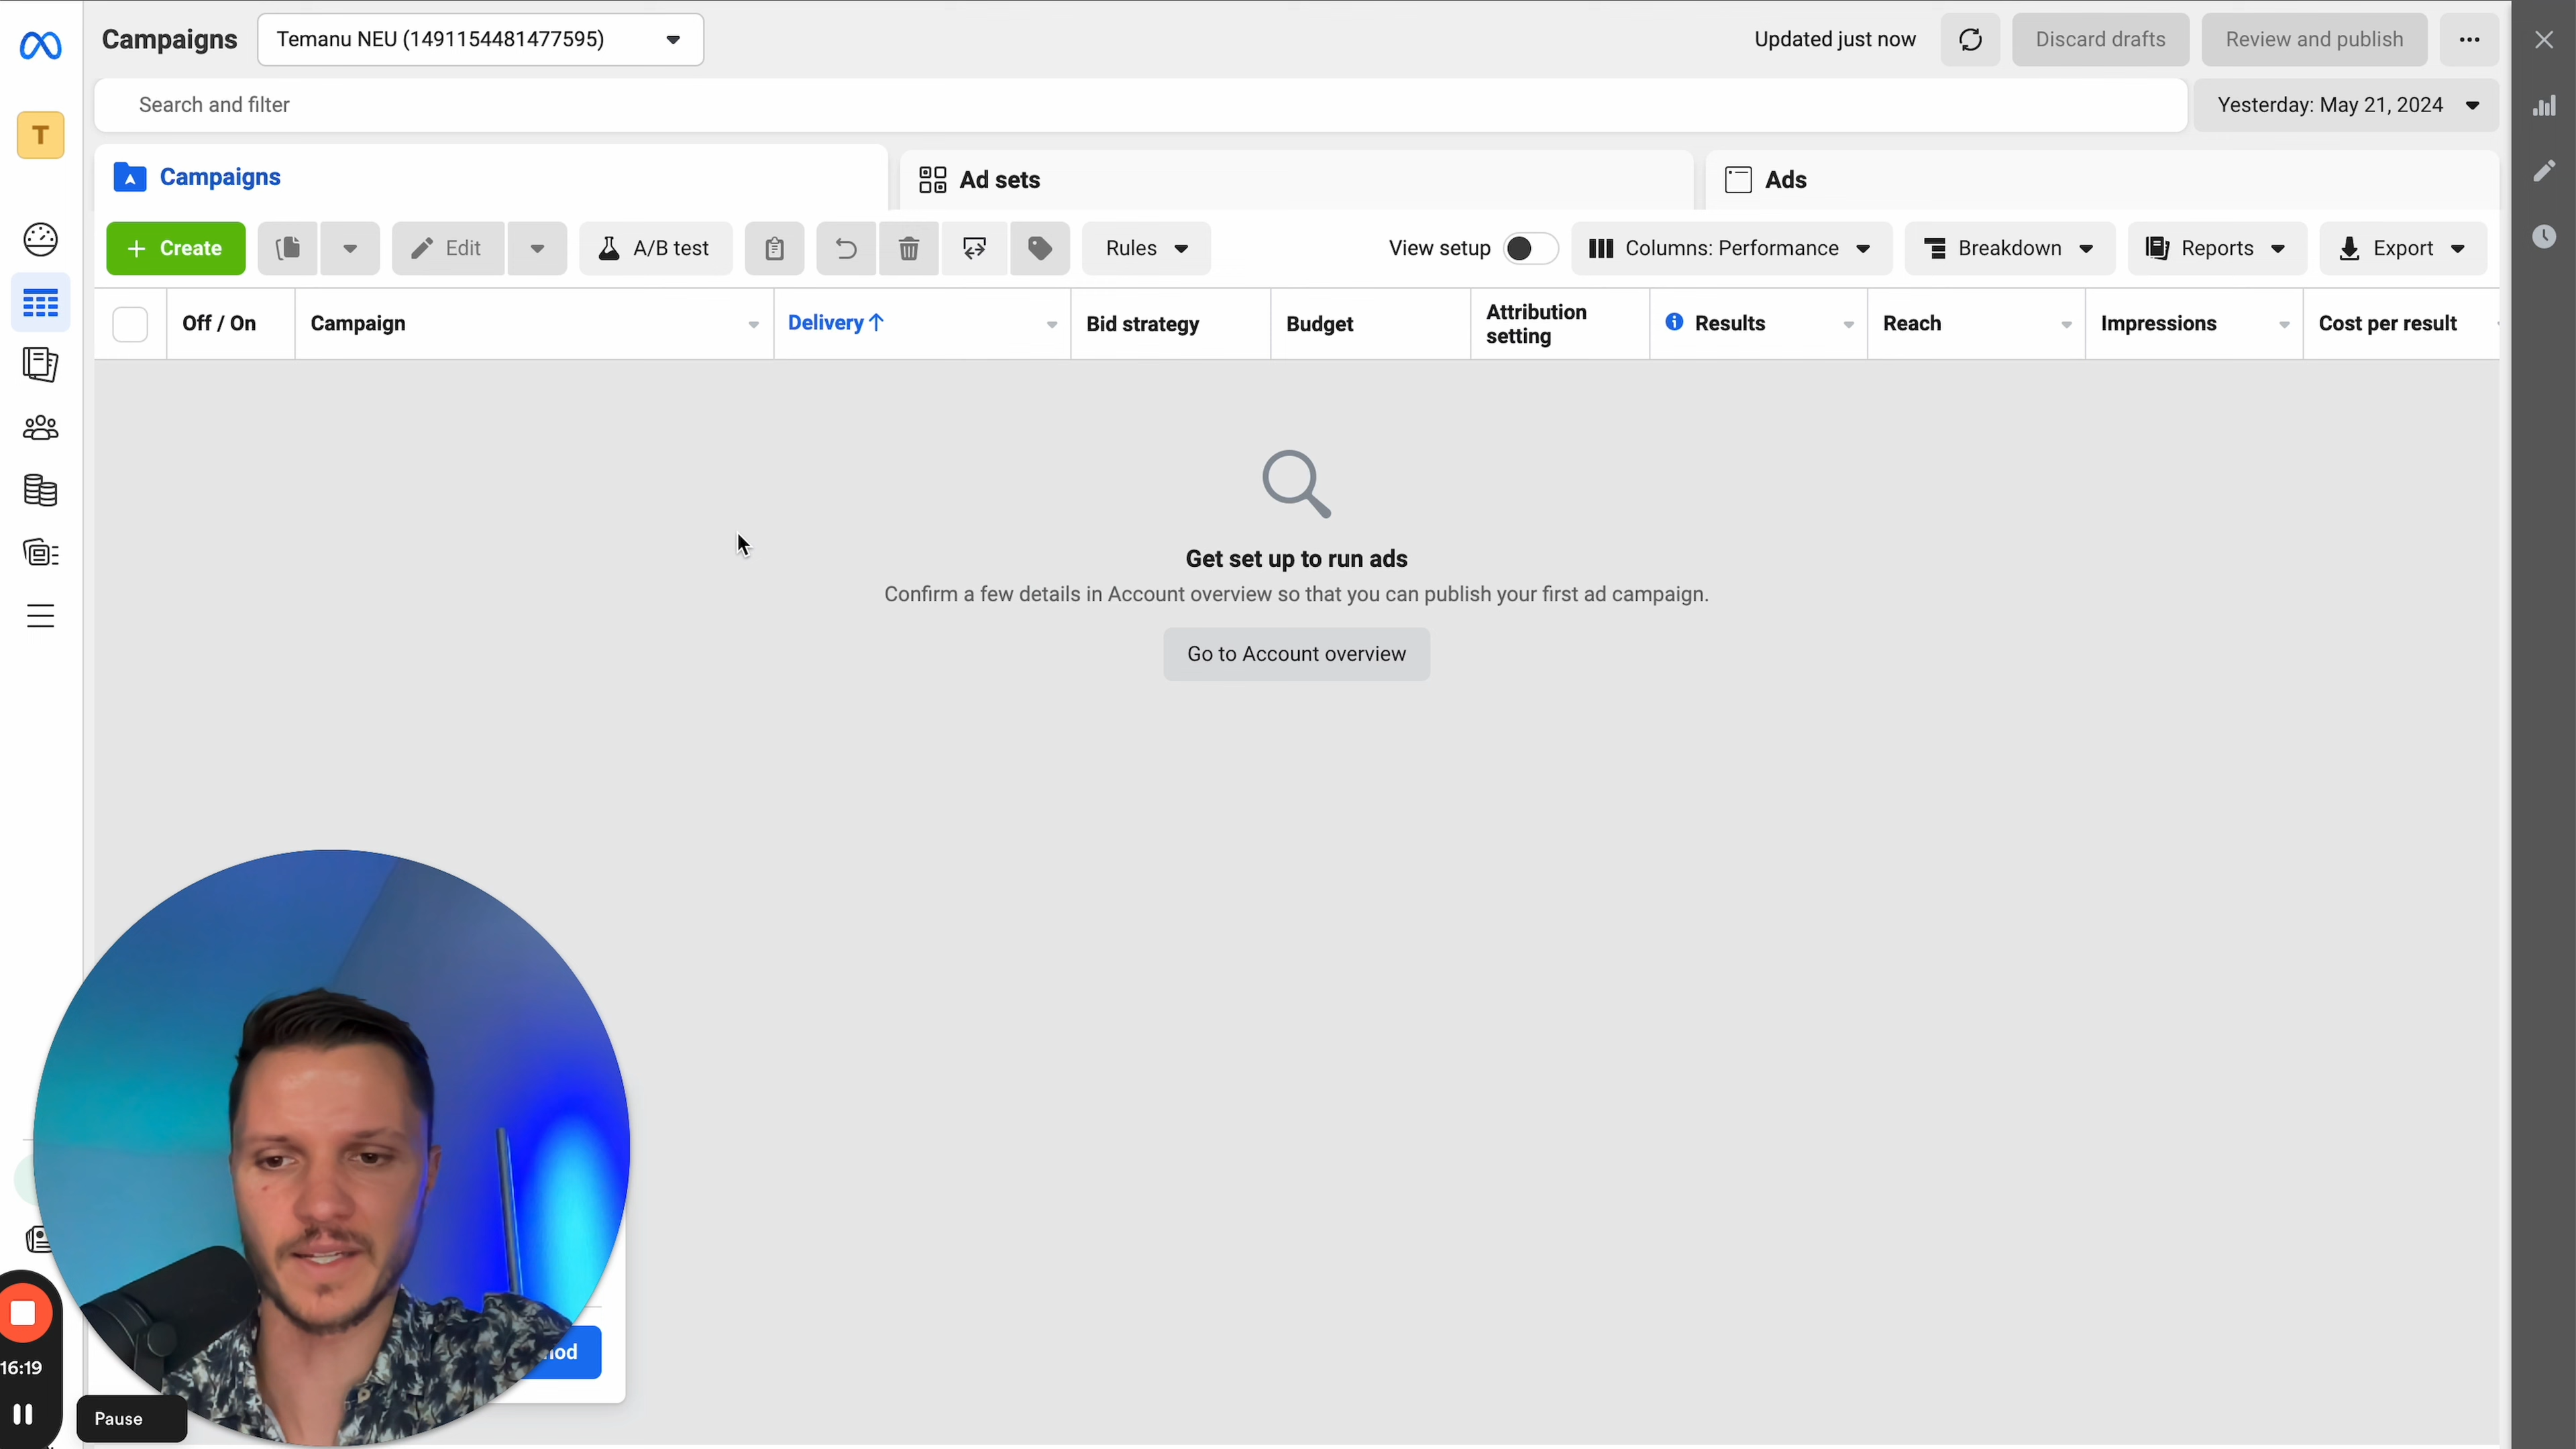 Campaigns
Temanu NEU (1491154481477595)
Updated just now
Discard drafts
Review and publish
T
Search and filter
Yesterday: May 21, 2024
Campaigns
Ad sets
Ads
+ Create
Edit
A/B test
Rules
View setup
Columns: Performance
Breakdown
Reports
Export
Off / On
Campaign
Delivery ↑
Bid strategy
Budget
Attribution
setting
Results
Reach
Impressions
Cost per result
Get set up to run ads
Confirm a few details in Account overview so that you can publish your first ad campaign.
Go to Account overview
16:19
Pause